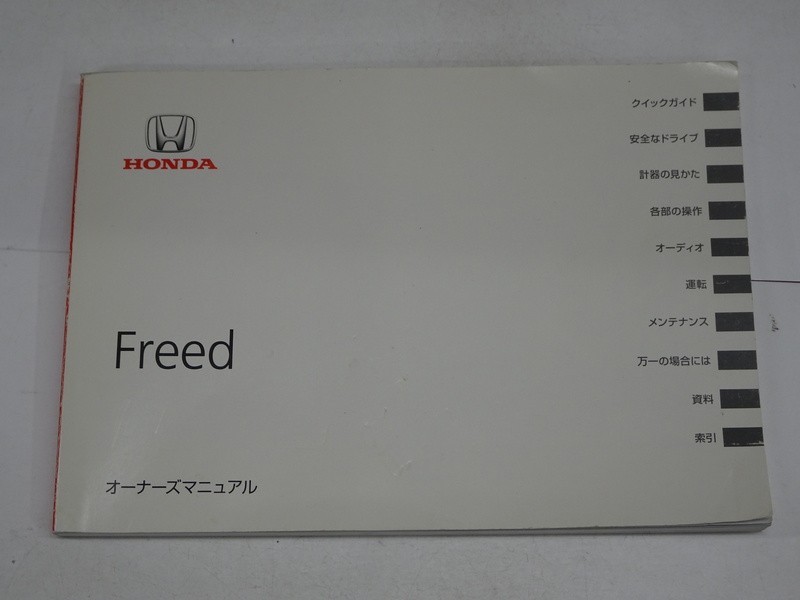 HONDA
Freed
オーナーズマニュアル
クイックガイド
安全なドライブ
計器の見かた
各部の操作
オーディオ
運転
メンテナンス
万一の場合には
資料
索引